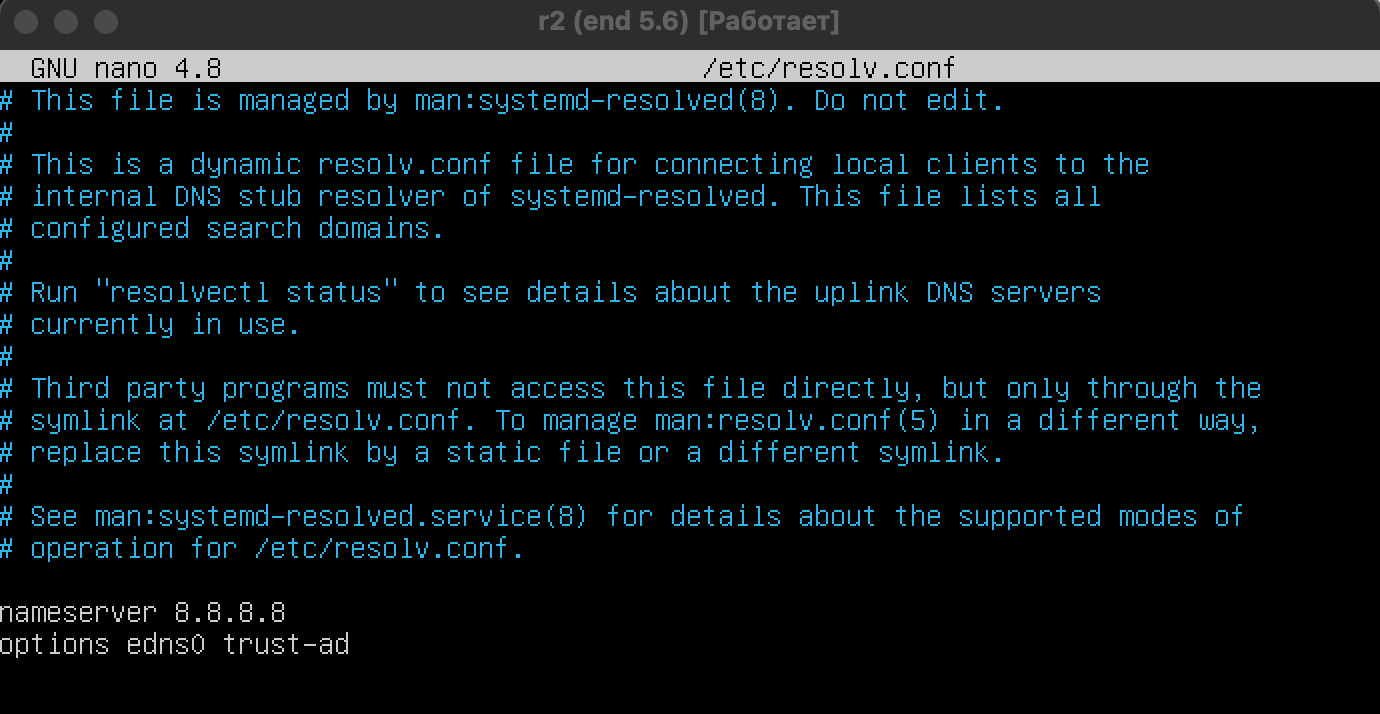 r2 (end 5.6) [Работает]
GNU nano 4.8 /etc/resolv.conf
# This file is managed by man:systemd-resolved(8). Do not edit.
#
# This is a dynamic resolv.conf file for connecting local clients to the
# internal DNS stub resolver of systemd-resolved. This file lists all
# configured search domains.
#
# Run "resolvectl status" to see details about the uplink DNS servers
# currently in use.
#
# Third party programs must not access this file directly, but only through the
# symlink at /etc/resolv.conf. To manage man:resolv.conf(5) in a different way,
# replace this symlink by a static file or a different symlink.
#
# See man:systemd-resolved.service(8) for details about the supported modes of
# operation for /etc/resolv.conf.
nameserver 8.8.8.8
options edns0 trust-ad